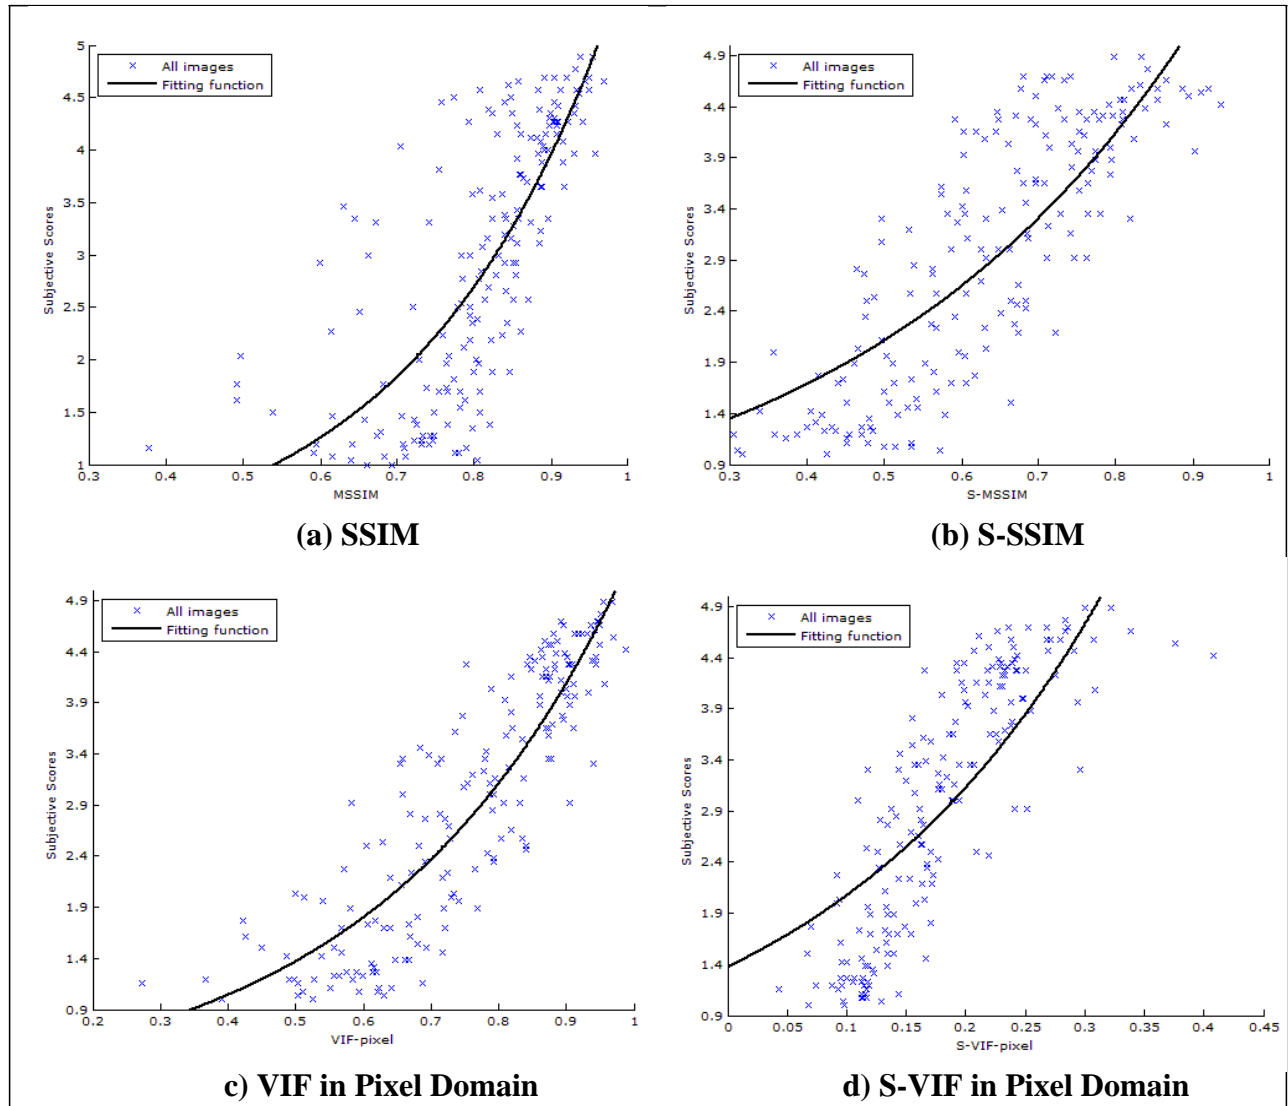 All images
Fitting function
5
4.5
4
3.5
3
2.5
2
1.5
1
Subjective Scores
0.3 0.4 0.5 0.6 0.7 0.8 0.9 1
MSSIM
(a) SSIM
All images
Fitting function
4.9
4.4
3.9
3.4
2.9
2.4
1.9
1.4
0.9
Subjective Scores
0.3 0.4 0.5 0.6 0.7 0.8 0.9 1
S-MSSIM
(b) S-SSIM
All images
Fitting function
4.9
4.4
3.9
3.4
2.9
2.4
1.9
1.4
0.9
Subjective Scores
0.2 0.3 0.4 0.5 0.6 0.7 0.8 0.9 1
VIF-pixel
c) VIF in Pixel Domain
All images
Fitting function
4.9
4.4
3.9
3.4
2.9
2.4
1.9
1.4
0.9
Subjective Scores
0 0.05 0.1 0.15 0.2 0.25 0.3 0.35 0.4 0.45
S-VIF-pixel
d) S-VIF in Pixel Domain